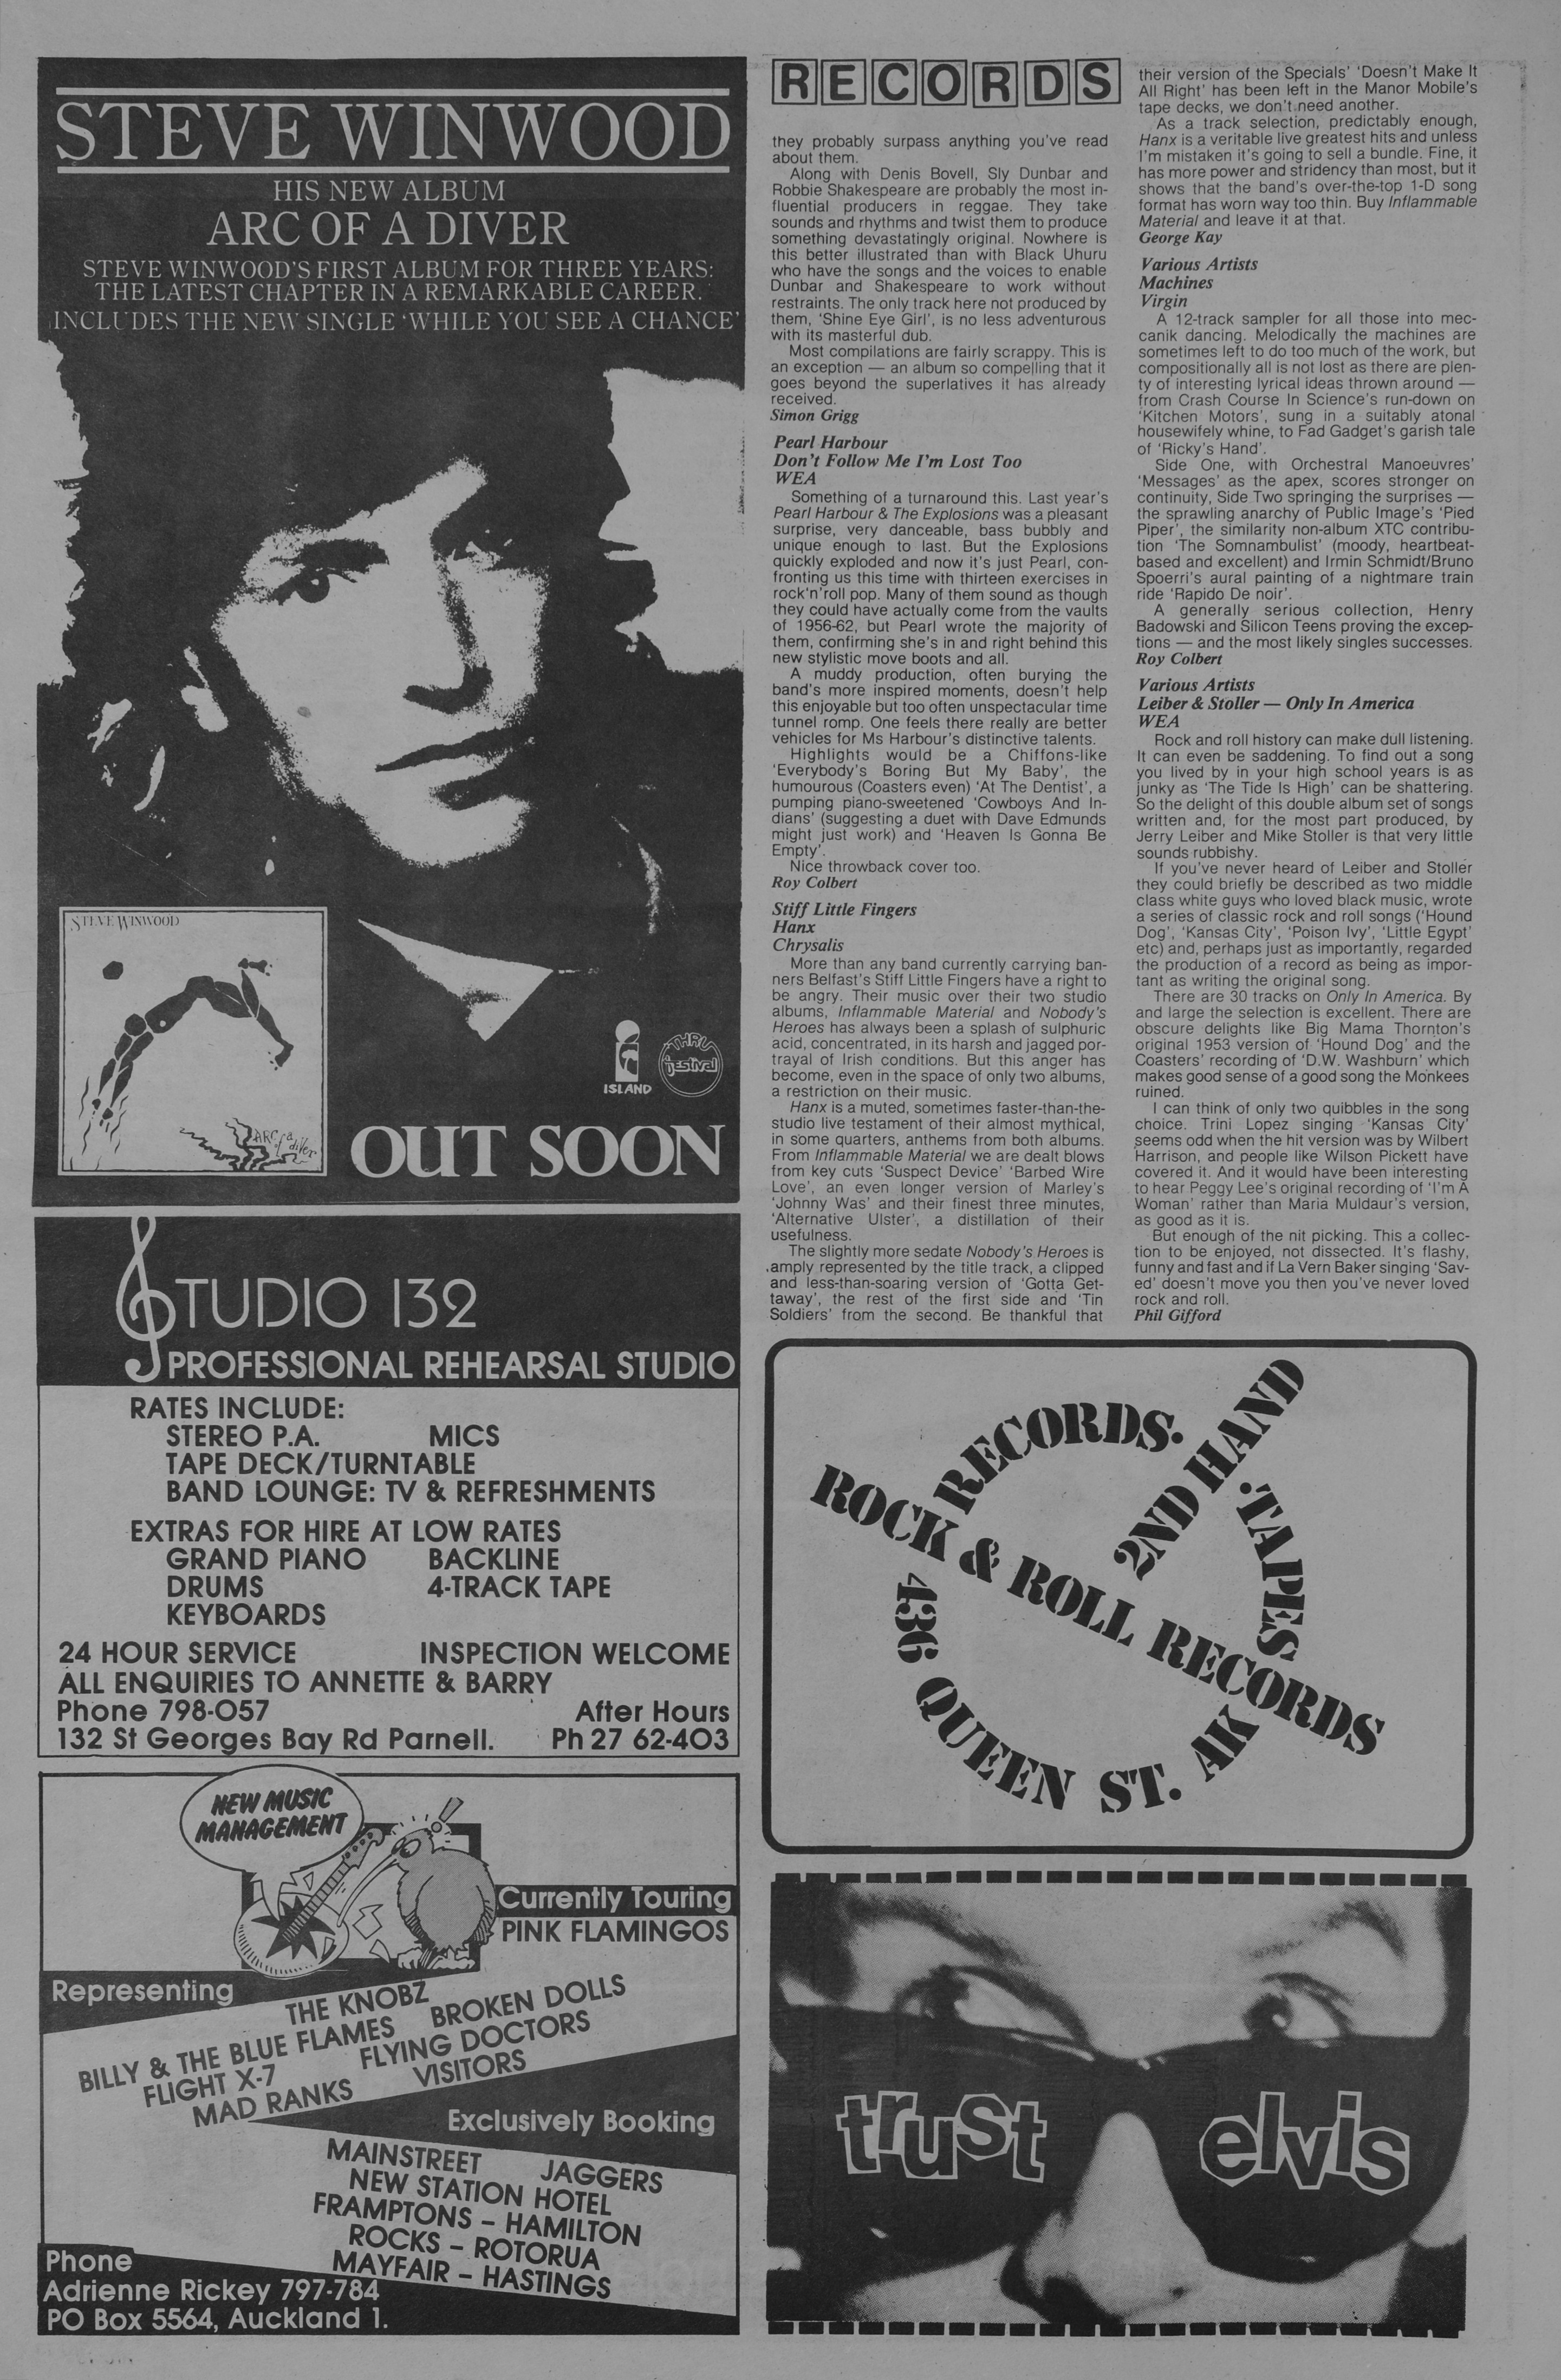 STEVE WINWOOD
HIS NEW ALBUM
ARC OF A DIVER
STEVE WINWOOD'S FIRST ALBUM FOR THREE YEARS:
THE LATEST CHAPTER IN A REMARKABLE CAREER.
INCLUDES THE NEW SINGLE 'WHILE YOU SEE A CHANCE'
STEVE WINWOOD
ARC of a diver
ISLAND
THRU
festival
OUT SOON
STUDIO 132
PROFESSIONAL REHEARSAL STUDIO
RATES INCLUDE:
STEREO P.A. MICS
TAPE DECK/TURNTABLE
BAND LOUNGE: TV & REFRESHMENTS
EXTRAS FOR HIRE AT LOW RATES
GRAND PIANO BACKLINE
DRUMS 4-TRACK TAPE
KEYBOARDS
24 HOUR SERVICE INSPECTION WELCOME
ALL ENQUIRIES TO ANNETTE & BARRY
Phone 798-057 After Hours
132 St Georges Bay Rd Parnell. Ph 27 62-403
NEW MUSIC
MANAGEMENT
Currently Touring
PINK FLAMINGOS
Representing
THE KNOBZ
BROKEN DOLLS
BILLY & THE BLUE FLAMES
FLYING DOCTORS
FLIGHT X-7
VISITORS
MAD RANKS
Exclusively Booking
MAINSTREET JAGGERS
NEW STATION HOTEL
FRAMPTONS – HAMILTON
ROCKS – ROTORUA
MAYFAIR – HASTINGS
Phone
Adrienne Rickey 797-784
PO Box 5564, Auckland 1.
RECORDS
they probably surpass anything you've read
about them.
Along with Denis Bovell, Sly Dunbar and
Robbie Shakespeare are probably the most in-
fluential producers in reggae. They take
sounds and rhythms and twist them to produce
something devastatingly original. Nowhere is
this better illustrated than with Black Uhuru
who have the songs and the voices to enable
Dunbar and Shakespeare to work without
restraints. The only track here not produced by
them, 'Shine Eye Girl', is no less adventurous
with its masterful dub.
Most compilations are fairly scrappy. This is
an exception — an album so compelling that it
goes beyond the superlatives it has already
received.
Simon Grigg
Pearl Harbour
Don't Follow Me I'm Lost Too
WEA
Something of a turnaround this. Last year's
Pearl Harbour & The Explosions was a pleasant
surprise, very danceable, bass bubbly and
unique enough to last. But the Explosions
quickly exploded and now it's just Pearl, con-
fronting us this time with thirteen exercises in
rock'n'roll pop. Many of them sound as though
they could have actually come from the vaults
of 1956-62, but Pearl wrote the majority of
them, confirming she's in and right behind this
new stylistic move boots and all.
A muddy production, often burying the
band's more inspired moments, doesn't help
this enjoyable but too often unspectacular time
tunnel romp. One feels there really are better
vehicles for Ms Harbour's distinctive talents.
Highlights would be a Chiffons-like
'Everybody's Boring But My Baby', the
humourous (Coasters even) 'At The Dentist', a
pumping piano-sweetened 'Cowboys And In-
dians' (suggesting a duet with Dave Edmunds
might just work) and 'Heaven Is Gonna Be
Empty'.
Nice throwback cover too.
Roy Colbert
Stiff Little Fingers
Hanx
Chrysalis
More than any band currently carrying ban-
ners Belfast's Stiff Little Fingers have a right to
be angry. Their music over their two studio
albums, Inflammable Material and Nobody's
Heroes has always been a splash of sulphuric
acid, concentrated, in its harsh and jagged por-
trayal of Irish conditions. But this anger has
become, even in the space of only two albums,
a restriction on their music.
Hanx is a muted, sometimes faster-than-the-
studio live testament of their almost mythical,
in some quarters, anthems from both albums.
From Inflammable Material we are dealt blows
from key cuts 'Suspect Device' 'Barbed Wire
Love', an even longer version of Marley's
'Johnny Was' and their finest three minutes,
'Alternative Ulster', a distillation of their
usefulness.
The slightly more sedate Nobody's Heroes is
amply represented by the title track, a clipped
and less-than-soaring version of 'Gotta Get-
taway', the rest of the first side and 'Tin
Soldiers' from the second. Be thankful that
their version of the Specials' 'Doesn't Make It
All Right' has been left in the Manor Mobile's
tape decks, we don't need another.
As a track selection, predictably enough,
Hanx is a veritable live greatest hits and unless
I'm mistaken it's going to sell a bundle. Fine, it
has more power and stridency than most, but it
shows that the band's over-the-top 1-D song
format has worn way too thin. Buy Inflammable
Material and leave it at that.
George Kay
Various Artists
Machines
Virgin
A 12-track sampler for all those into mec-
canik dancing. Melodically the machines are
sometimes left to do too much of the work, but
compositionally all is not lost as there are plen-
ty of interesting lyrical ideas thrown around —
from Crash Course In Science's run-down on
'Kitchen Motors', sung in a suitably atonal
housewifely whine, to Fad Gadget's garish tale
of 'Ricky's Hand'.
Side One, with Orchestral Manoeuvres'
'Messages' as the apex, scores stronger on
continuity, Side Two springing the surprises —
the sprawling anarchy of Public Image's 'Pied
Piper', the similarity non-album XTC contribu-
tion 'The Somnambulist' (moody, heartbeat-
based and excellent) and Irmin Schmidt/Bruno
Spoerri's aural painting of a nightmare train
ride 'Rapido De noir'.
A generally serious collection, Henry
Badowski and Silicon Teens proving the excep-
tions — and the most likely singles successes.
Roy Colbert
Various Artists
Leiber & Stoller — Only In America
WEA
Rock and roll history can make dull listening.
It can even be saddening. To find out a song
you lived by in your high school years is as
junky as 'The Tide Is High' can be shattering.
So the delight of this double album set of songs
written and, for the most part produced, by
Jerry Leiber and Mike Stoller is that very little
sounds rubbishy.
If you've never heard of Leiber and Stoller
they could briefly be described as two middle
class white guys who loved black music, wrote
a series of classic rock and roll songs ('Hound
Dog', 'Kansas City', 'Poison Ivy', 'Little Egypt'
etc) and, perhaps just as importantly, regarded
the production of a record as being as impor-
tant as writing the original song.
There are 30 tracks on Only In America. By
and large the selection is excellent. There are
obscure delights like Big Mama Thornton's
original 1953 version of 'Hound Dog' and the
Coasters' recording of 'D.W. Washburn' which
makes good sense of a good song the Monkees
ruined.
I can think of only two quibbles in the song
choice. Trini Lopez singing 'Kansas City'
seems odd when the hit version was by Wilbert
Harrison, and people like Wilson Pickett have
covered it. And it would have been interesting
to hear Peggy Lee's original recording of 'I'm A
Woman' rather than Maria Muldaur's version,
as good as it is.
But enough of the nit picking. This a collec-
tion to be enjoyed, not dissected. It's flashy,
funny and fast and if La Vern Baker singing 'Sav-
ed' doesn't move you then you've never loved
rock and roll.
Phil Gifford
RECORDS.
2ND HAND
TAPES.
ROCK & ROLL RECORDS
436 QUEEN ST. AK
trust elvis